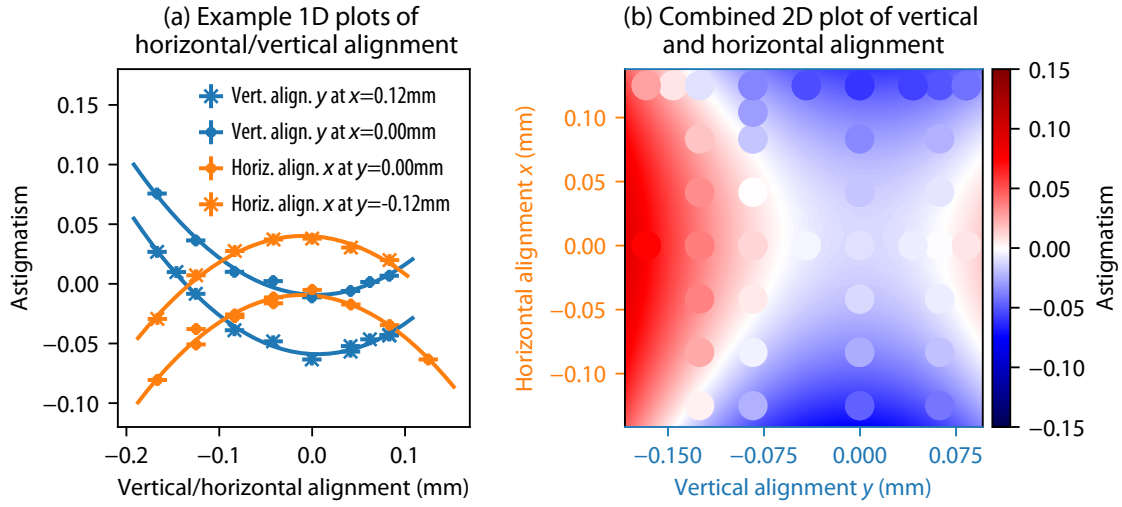 (a) Example 1D plots of
horizontal/vertical alignment
0.15
0.10
0.05
0.00
−0.05
−0.10
Astigmatism
Vert. align. y at x=0.12mm
Vert. align. y at x=0.00mm
Horiz. align. x at y=0.00mm
Horiz. align. x at y=-0.12mm
−0.2
−0.1
0.0
0.1
Vertical/horizontal alignment (mm)
(b) Combined 2D plot of vertical
and horizontal alignment
0.10
0.05
0.00
−0.05
−0.10
Horizontal alignment x (mm)
−0.150
−0.075
0.000
0.075
Vertical alignment y (mm)
0.15
0.10
0.05
0.00
−0.05
−0.10
−0.15
Astigmatism